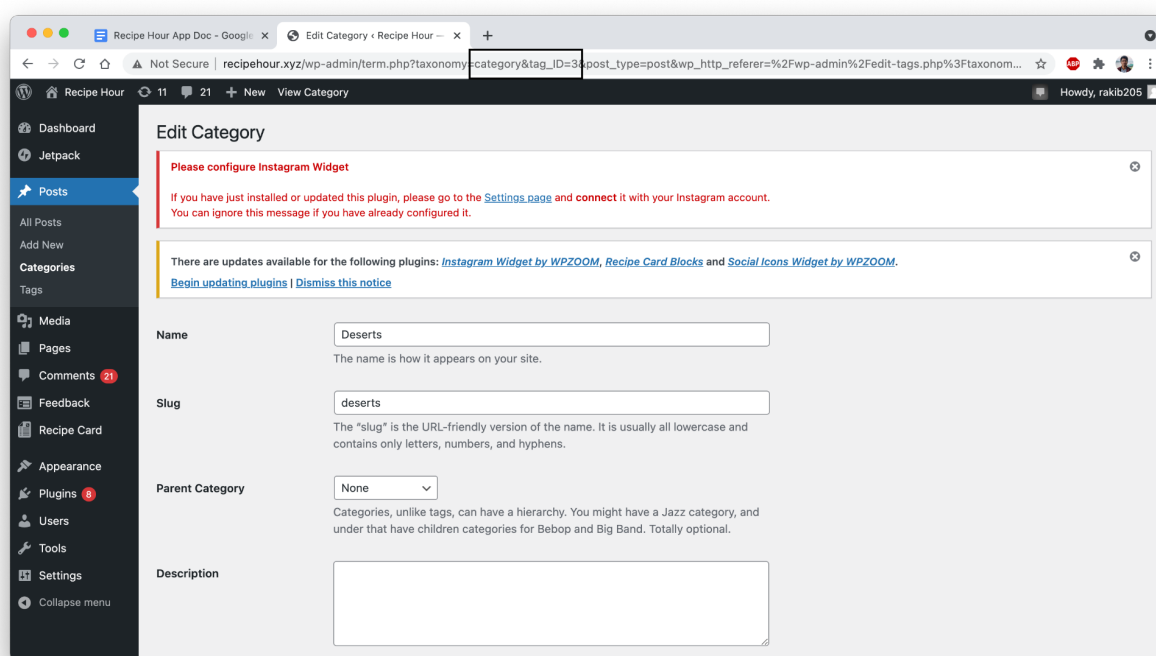 Recipe Hour App Doc - Google
Edit Category ‹ Recipe Hour —
Not Secure | recipehour.xyz/wp-admin/term.php?taxonomy=category&tag_ID=3&post_type=post&wp_http_referer=%2Fwp-admin%2Fedit-tags.php%3Ftaxonom...
ABP
Recipe Hour 11 21 + New View Category Howdy, rakib205
Dashboard
Jetpack
Posts
All Posts
Add New
Categories
Tags
Media
Pages
Comments 21
Feedback
Recipe Card
Appearance
Plugins 8
Users
Tools
Settings
Collapse menu
Edit Category
Please configure Instagram Widget
If you have just installed or updated this plugin, please go to the Settings page and connect it with your Instagram account.
You can ignore this message if you have already configured it.
There are updates available for the following plugins: Instagram Widget by WPZOOM, Recipe Card Blocks and Social Icons Widget by WPZOOM.
Begin updating plugins | Dismiss this notice
Name
Deserts
The name is how it appears on your site.
Slug
deserts
The “slug” is the URL-friendly version of the name. It is usually all lowercase and
contains only letters, numbers, and hyphens.
Parent Category
None
Categories, unlike tags, can have a hierarchy. You might have a Jazz category, and
under that have children categories for Bebop and Big Band. Totally optional.
Description